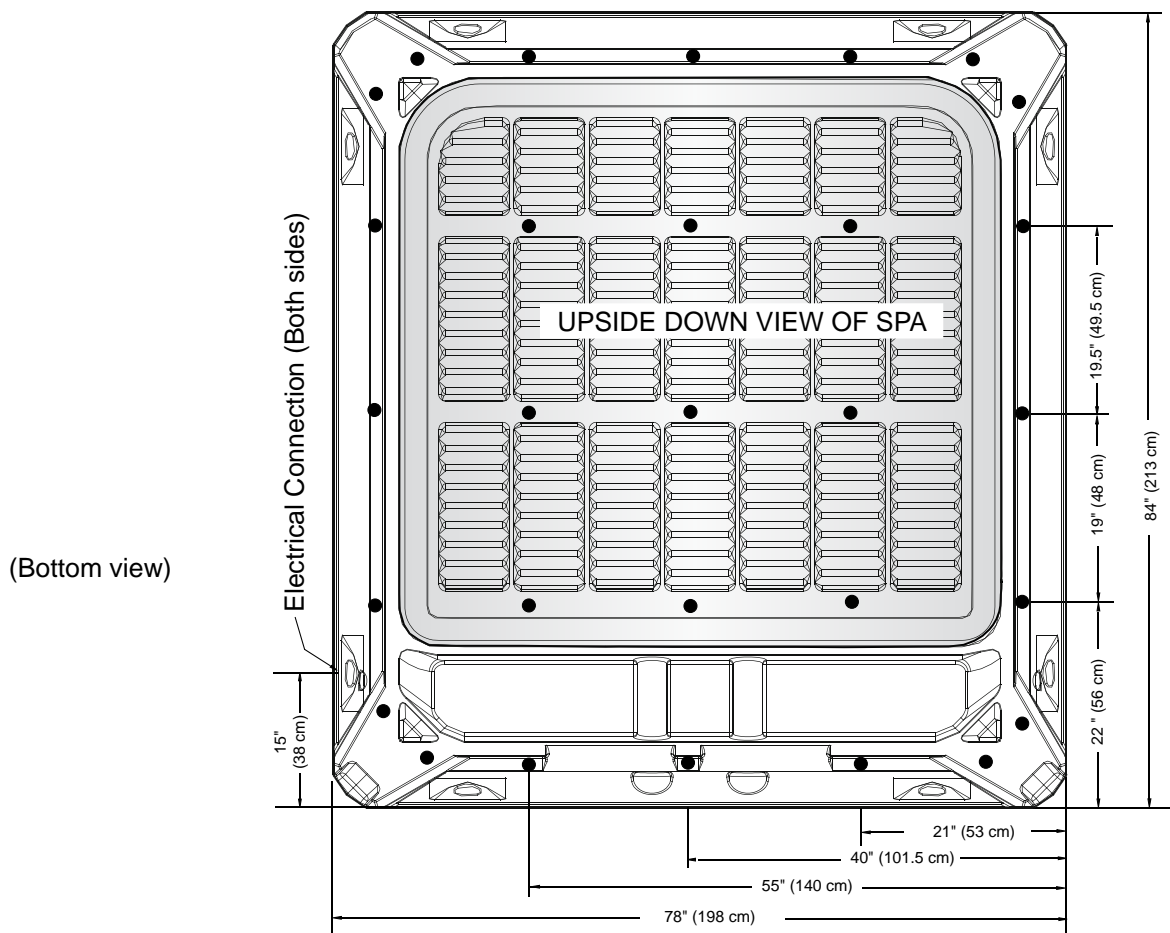 UPSIDE DOWN VIEW OF SPA
Electrical Connection (Both sides)
(Bottom view)
19.5" (49.5 cm)
19" (48 cm)
84" (213 cm)
22 " (56 cm)
15"
(38 cm)
21" (53 cm)
40" (101.5 cm)
55" (140 cm)
78" (198 cm)